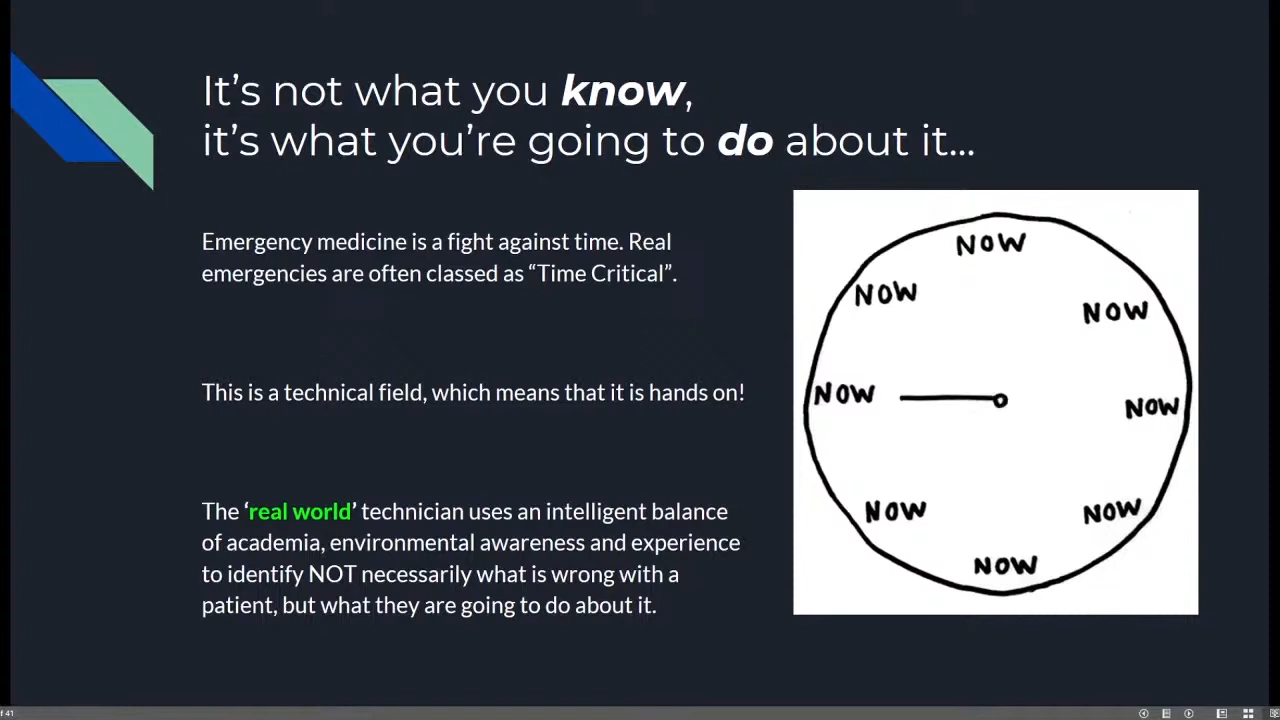 It’s not what you know,
it’s what you’re going to do about it...
Emergency medicine is a fight against time. Real
emergencies are often classed as “Time Critical”.
This is a technical field, which means that it is hands on!
The ‘real world’ technician uses an intelligent balance
of academia, environmental awareness and experience
to identify NOT necessarily what is wrong with a
patient, but what they are going to do about it.
NOW
NOW
NOW
NOW
NOW
NOW
NOW
NOW
f 41